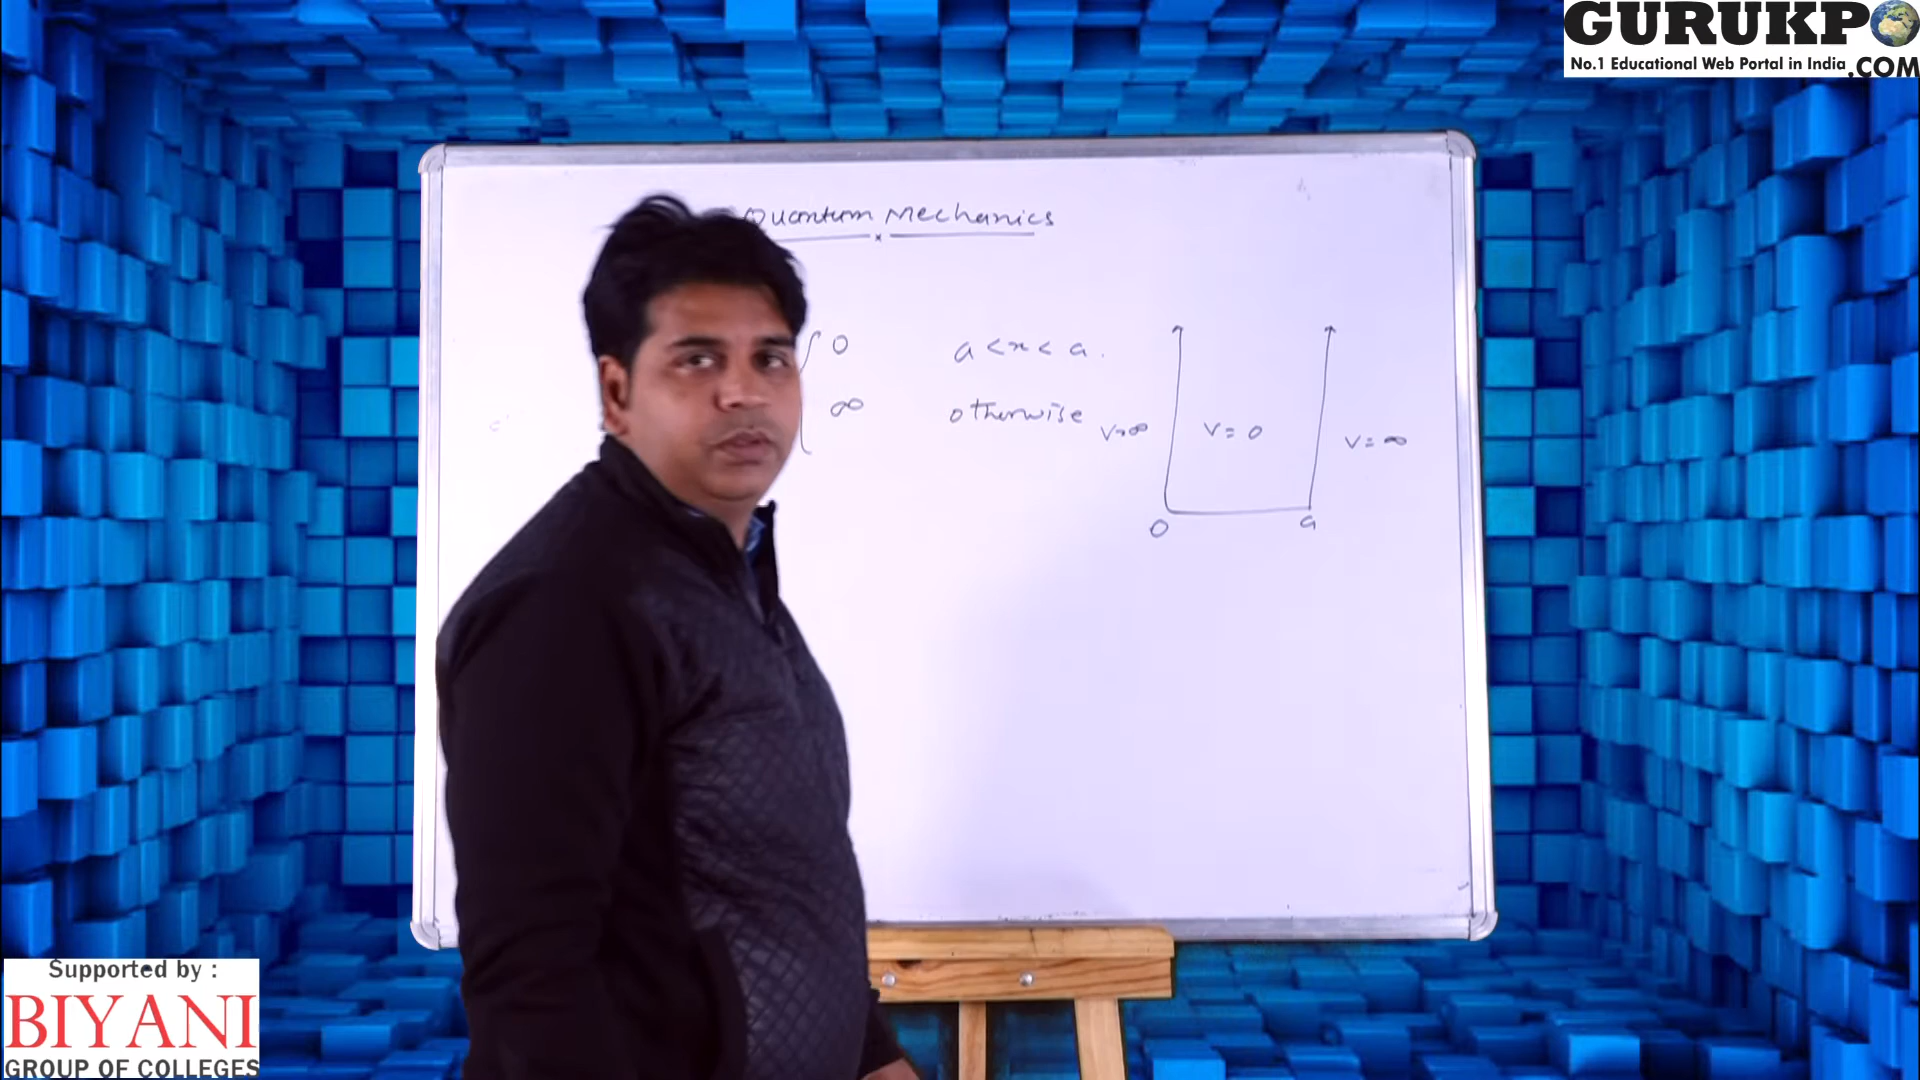 GURUKPO
No.1 Educational Web Portal in India .COM
Quantum Mechanics
0 a < x < a.
∞ otherwise
V=∞ V = 0 V = ∞
0 a
Supported by :
BIYANI
GROUP OF COLLEGES